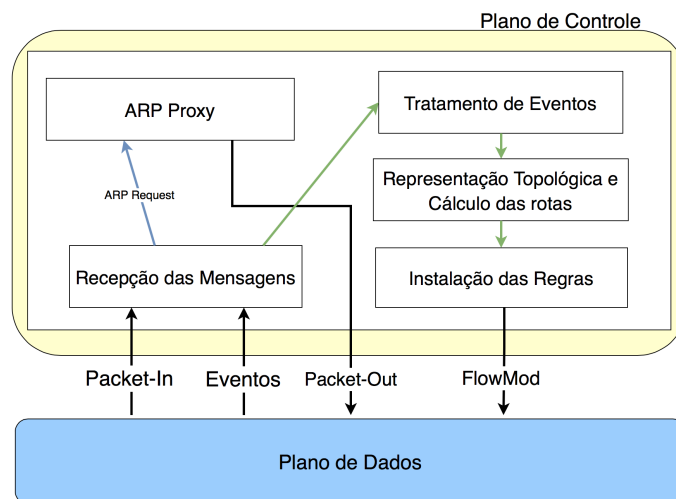 Plano de Controle
ARP Proxy
Tratamento de Eventos
ARP Request
Representação Topológica e
Cálculo das rotas
Recepção das Mensagens
Instalação das Regras
Packet-In
Eventos
Packet-Out
FlowMod
Plano de Dados